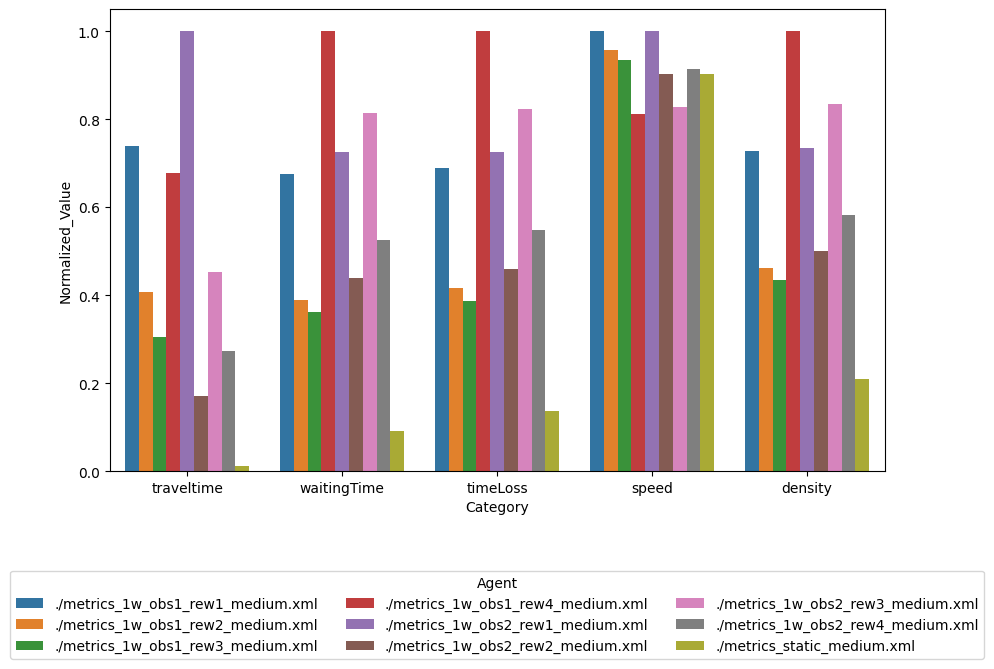 1.0
0.8
0.6
0.4
0.2
0.0
Normalized_Value
traveltime waitingTime timeLoss speed density
Category
Agent
./metrics_1w_obs1_rew1_medium.xml ./metrics_1w_obs1_rew4_medium.xml ./metrics_1w_obs2_rew3_medium.xml
./metrics_1w_obs1_rew2_medium.xml ./metrics_1w_obs2_rew1_medium.xml ./metrics_1w_obs2_rew4_medium.xml
./metrics_1w_obs1_rew3_medium.xml ./metrics_1w_obs2_rew2_medium.xml ./metrics_static_medium.xml